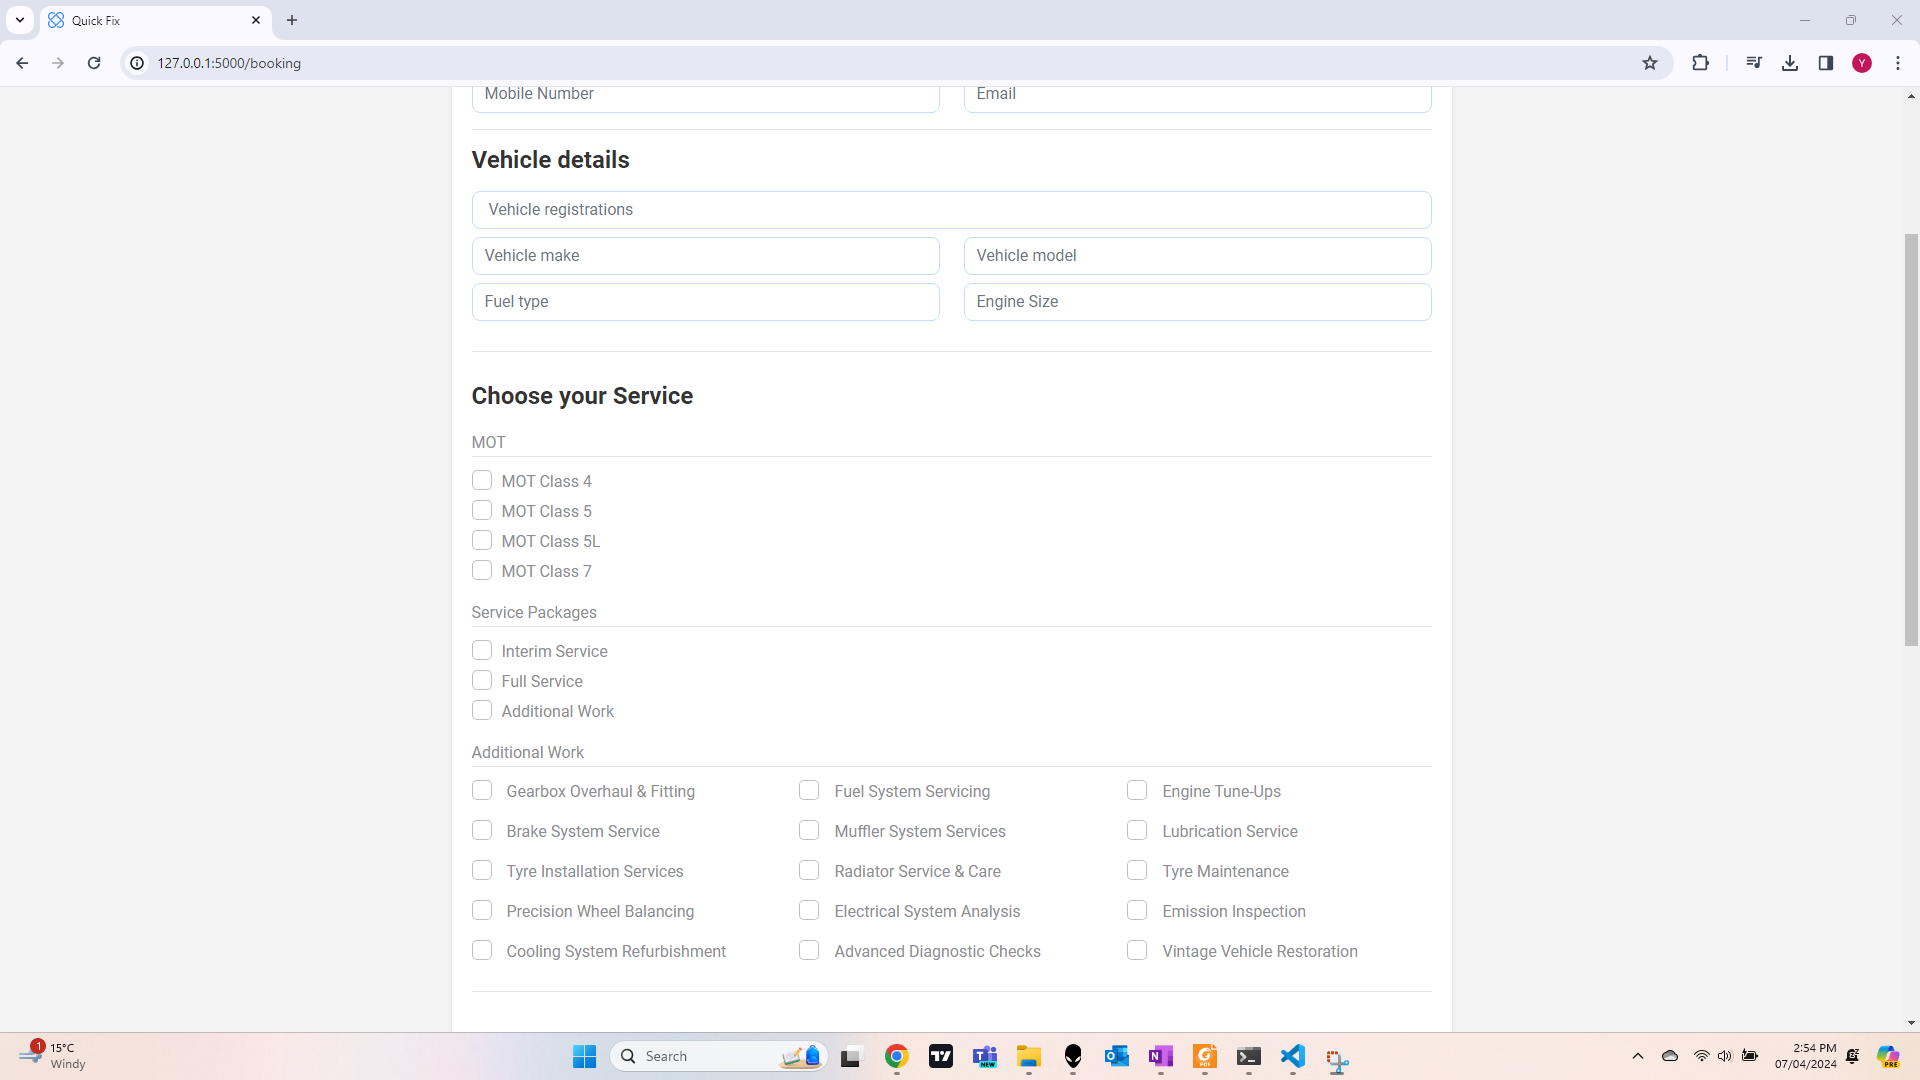 Quick Fix
127.0.0.1:5000/booking
Y
Mobile Number
Email
Vehicle details
Vehicle registrations
Vehicle make
Vehicle model
Fuel type
Engine Size
Choose your Service
MOT
MOT Class 4
MOT Class 5
MOT Class 5L
MOT Class 7
Service Packages
Interim Service
Full Service
Additional Work
Additional Work
Gearbox Overhaul & Fitting
Fuel System Servicing
Engine Tune-Ups
Brake System Service
Muffler System Services
Lubrication Service
Tyre Installation Services
Radiator Service & Care
Tyre Maintenance
Precision Wheel Balancing
Electrical System Analysis
Emission Inspection
Cooling System Refurbishment
Advanced Diagnostic Checks
Vintage Vehicle Restoration
1
15°C
Windy
Search
NEW
2:54 PM
07/04/2024
PRE